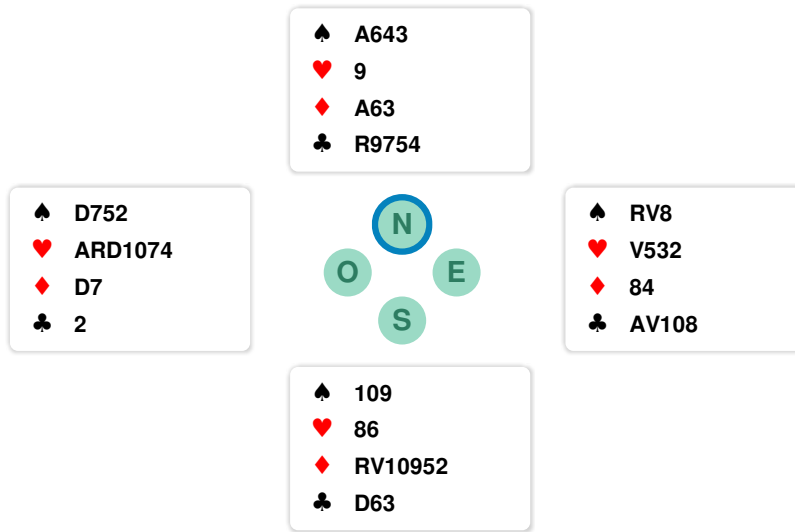 ♠ A643
♥ 9
♦ A63
♣ R9754
♠ D752
♥ ARD1074
♦ D7
♣ 2
N
O E
S
♠ RV8
♥ V532
♦ 84
♣ AV108
♠ 109
♥ 86
♦ RV10952
♣ D63